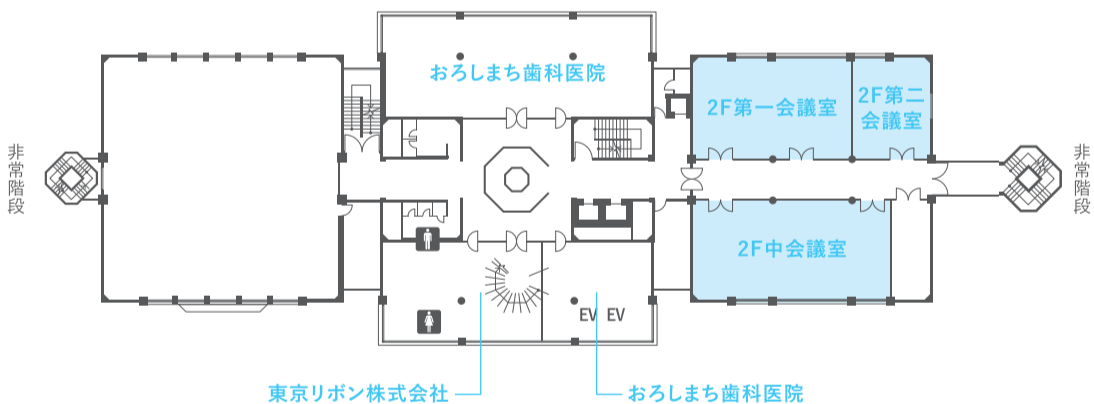 おろしまち歯科医院
2F第一会議室
2F第二
会議室
非常階段
非常階段
2F中会議室
EV EV
東京リボン株式会社
おろしまち歯科医院